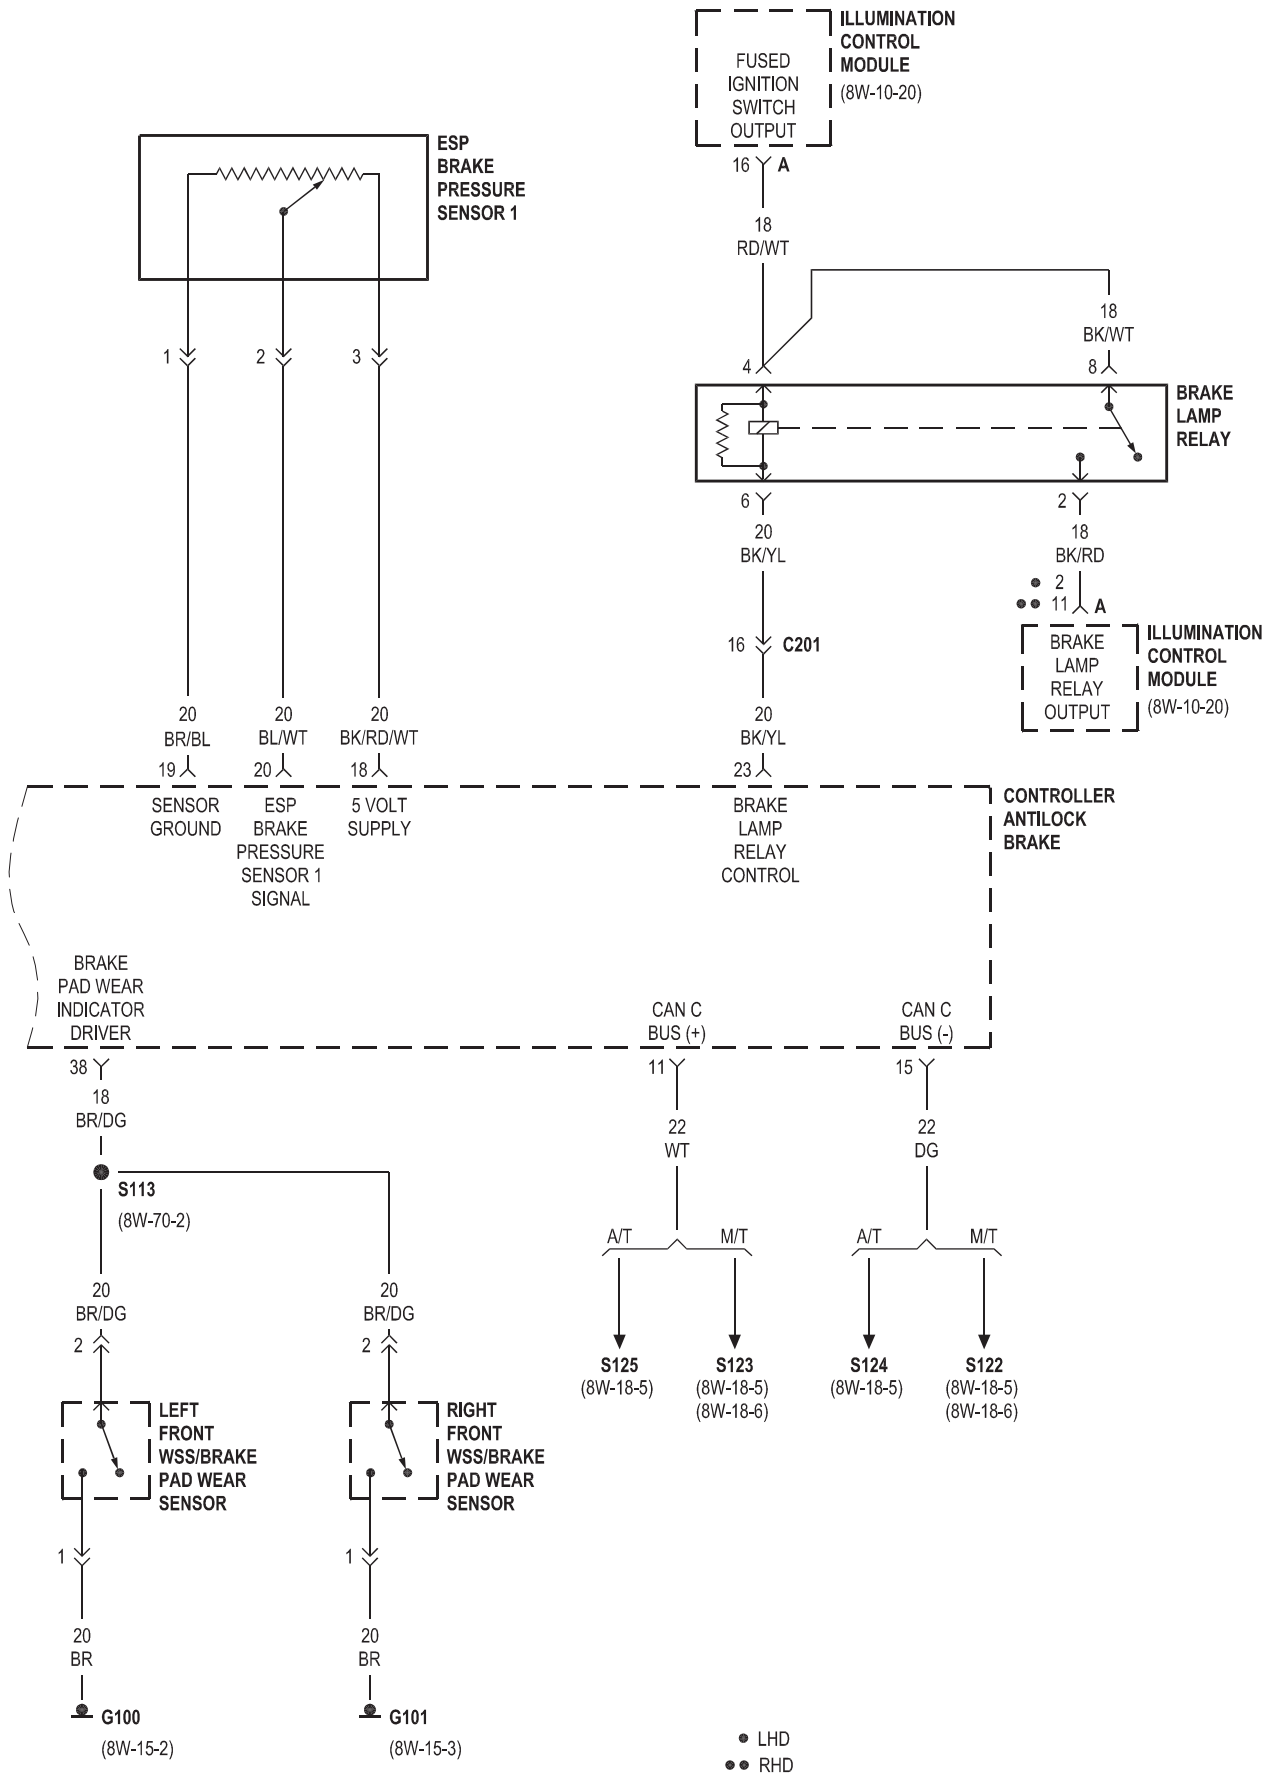 ILLUMINATION
CONTROL
MODULE
(8W-10-20)
FUSED
IGNITION
SWITCH
OUTPUT
16 A
18
RD/WT
ESP
BRAKE
PRESSURE
SENSOR 1
1 2 3
18
BK/WT
4 8
BRAKE
LAMP
RELAY
6 2
20
BK/YL
18
BK/RD
2
11 A
16 C201
BRAKE
LAMP
RELAY
OUTPUT
ILLUMINATION
CONTROL
MODULE
(8W-10-20)
20
BR/BL
20
BL/WT
20
BK/RD/WT
20
BK/YL
19 20 18 23
SENSOR
GROUND
ESP
BRAKE
PRESSURE
SENSOR 1
SIGNAL
5 VOLT
SUPPLY
BRAKE
LAMP
RELAY
CONTROL
CONTROLLER
ANTILOCK
BRAKE
BRAKE
PAD WEAR
INDICATOR
DRIVER
CAN C
BUS (+)
CAN C
BUS (-)
38 11 15
18
BR/DG
22
WT
22
DG
S113
(8W-70-2)
A/T M/T A/T M/T
20
BR/DG
20
BR/DG
2 2
S125
(8W-18-5)
S123
(8W-18-5)
(8W-18-6)
S124
(8W-18-5)
S122
(8W-18-5)
(8W-18-6)
LEFT
FRONT
WSS/BRAKE
PAD WEAR
SENSOR
RIGHT
FRONT
WSS/BRAKE
PAD WEAR
SENSOR
1 1
20
BR
20
BR
G100
(8W-15-2)
G101
(8W-15-3)
LHD
RHD